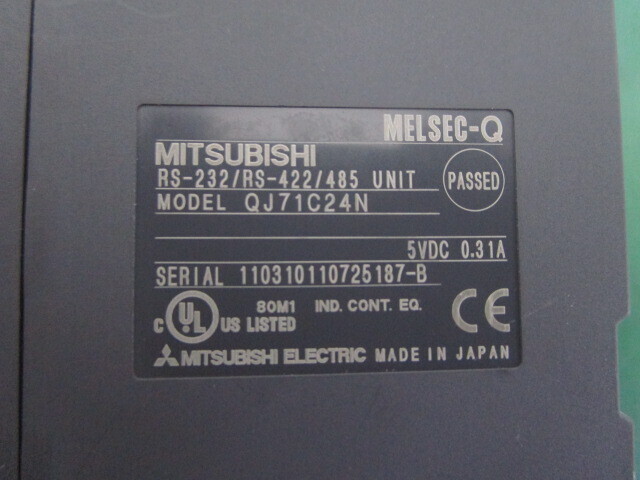 MELSEC-Q
MITSUBISHI
RS-232/RS-422/485 UNIT
PASSED
MODEL QJ71C24N
5VDC 0.31A
SERIAL 110310110725187-B
C UL US LISTED
80M1 IND. CONT. EQ.
CE
MITSUBISHI ELECTRIC MADE IN JAPAN